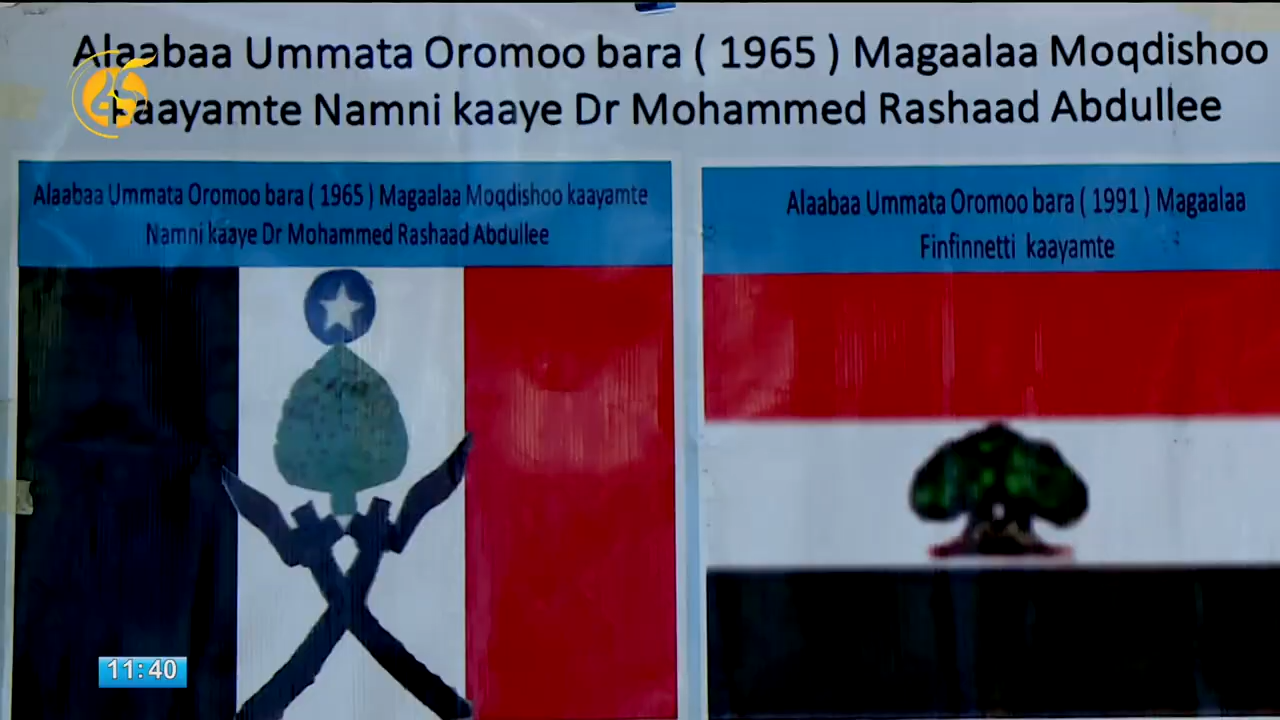 Alaabaa Ummata Oromoo bara ( 1965 ) Magaalaa Moqdishoo
kaayamte Namni kaaye Dr Mohammed Rashaad Abdullee
Alaabaa Ummata Oromoo bara ( 1965 ) Magaalaa Moqdishoo kaayamte
Namni kaaye Dr Mohammed Rashaad Abdullee
Alaabaa Ummata Oromoo bara ( 1991 ) Magaalaa
Finfinnetti kaayamte
11:40